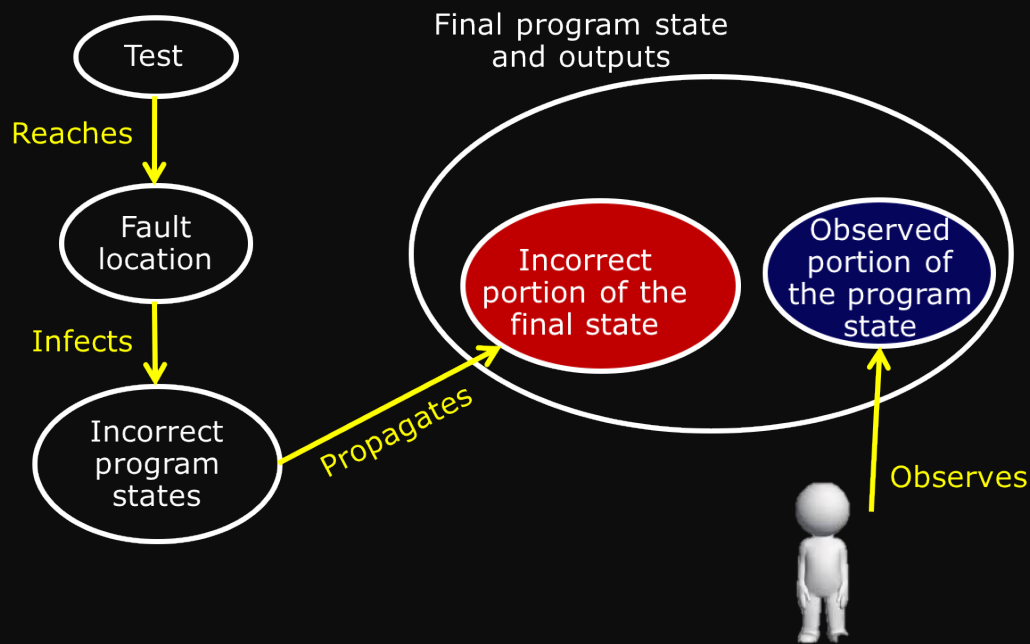 Test
Reaches
Fault
location
Infects
Incorrect
program
states
Propagates
Final program state
and outputs
Incorrect
portion of the
final state
Observed
portion of
the program
state
Observes